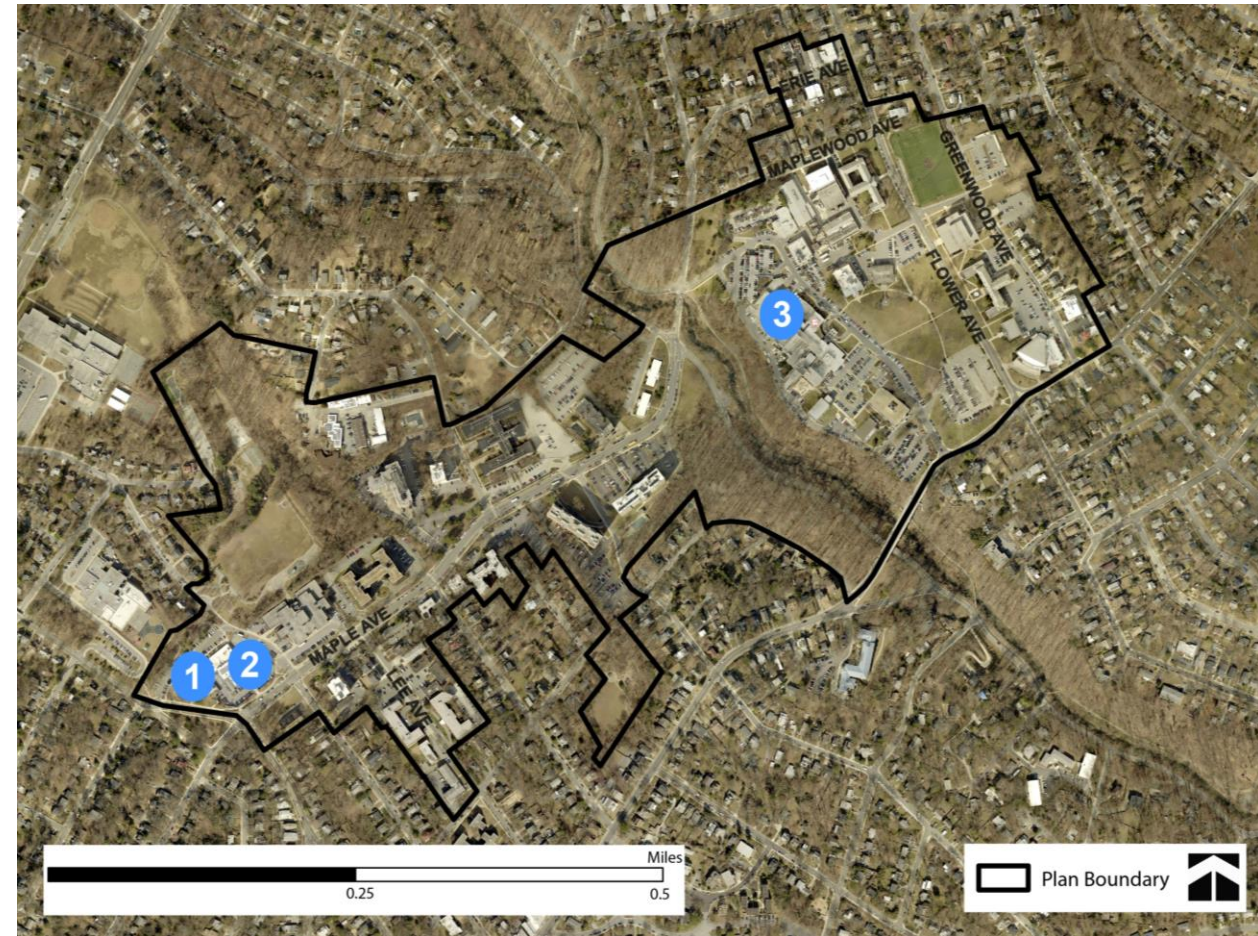 ERIE AVE
MAPLEWOOD AVE
GREENWOOD AVE
FLOWER AVE
3
1
2
MAPLE AVE
LEE AVE
Miles
0.25
0.5
Plan Boundary